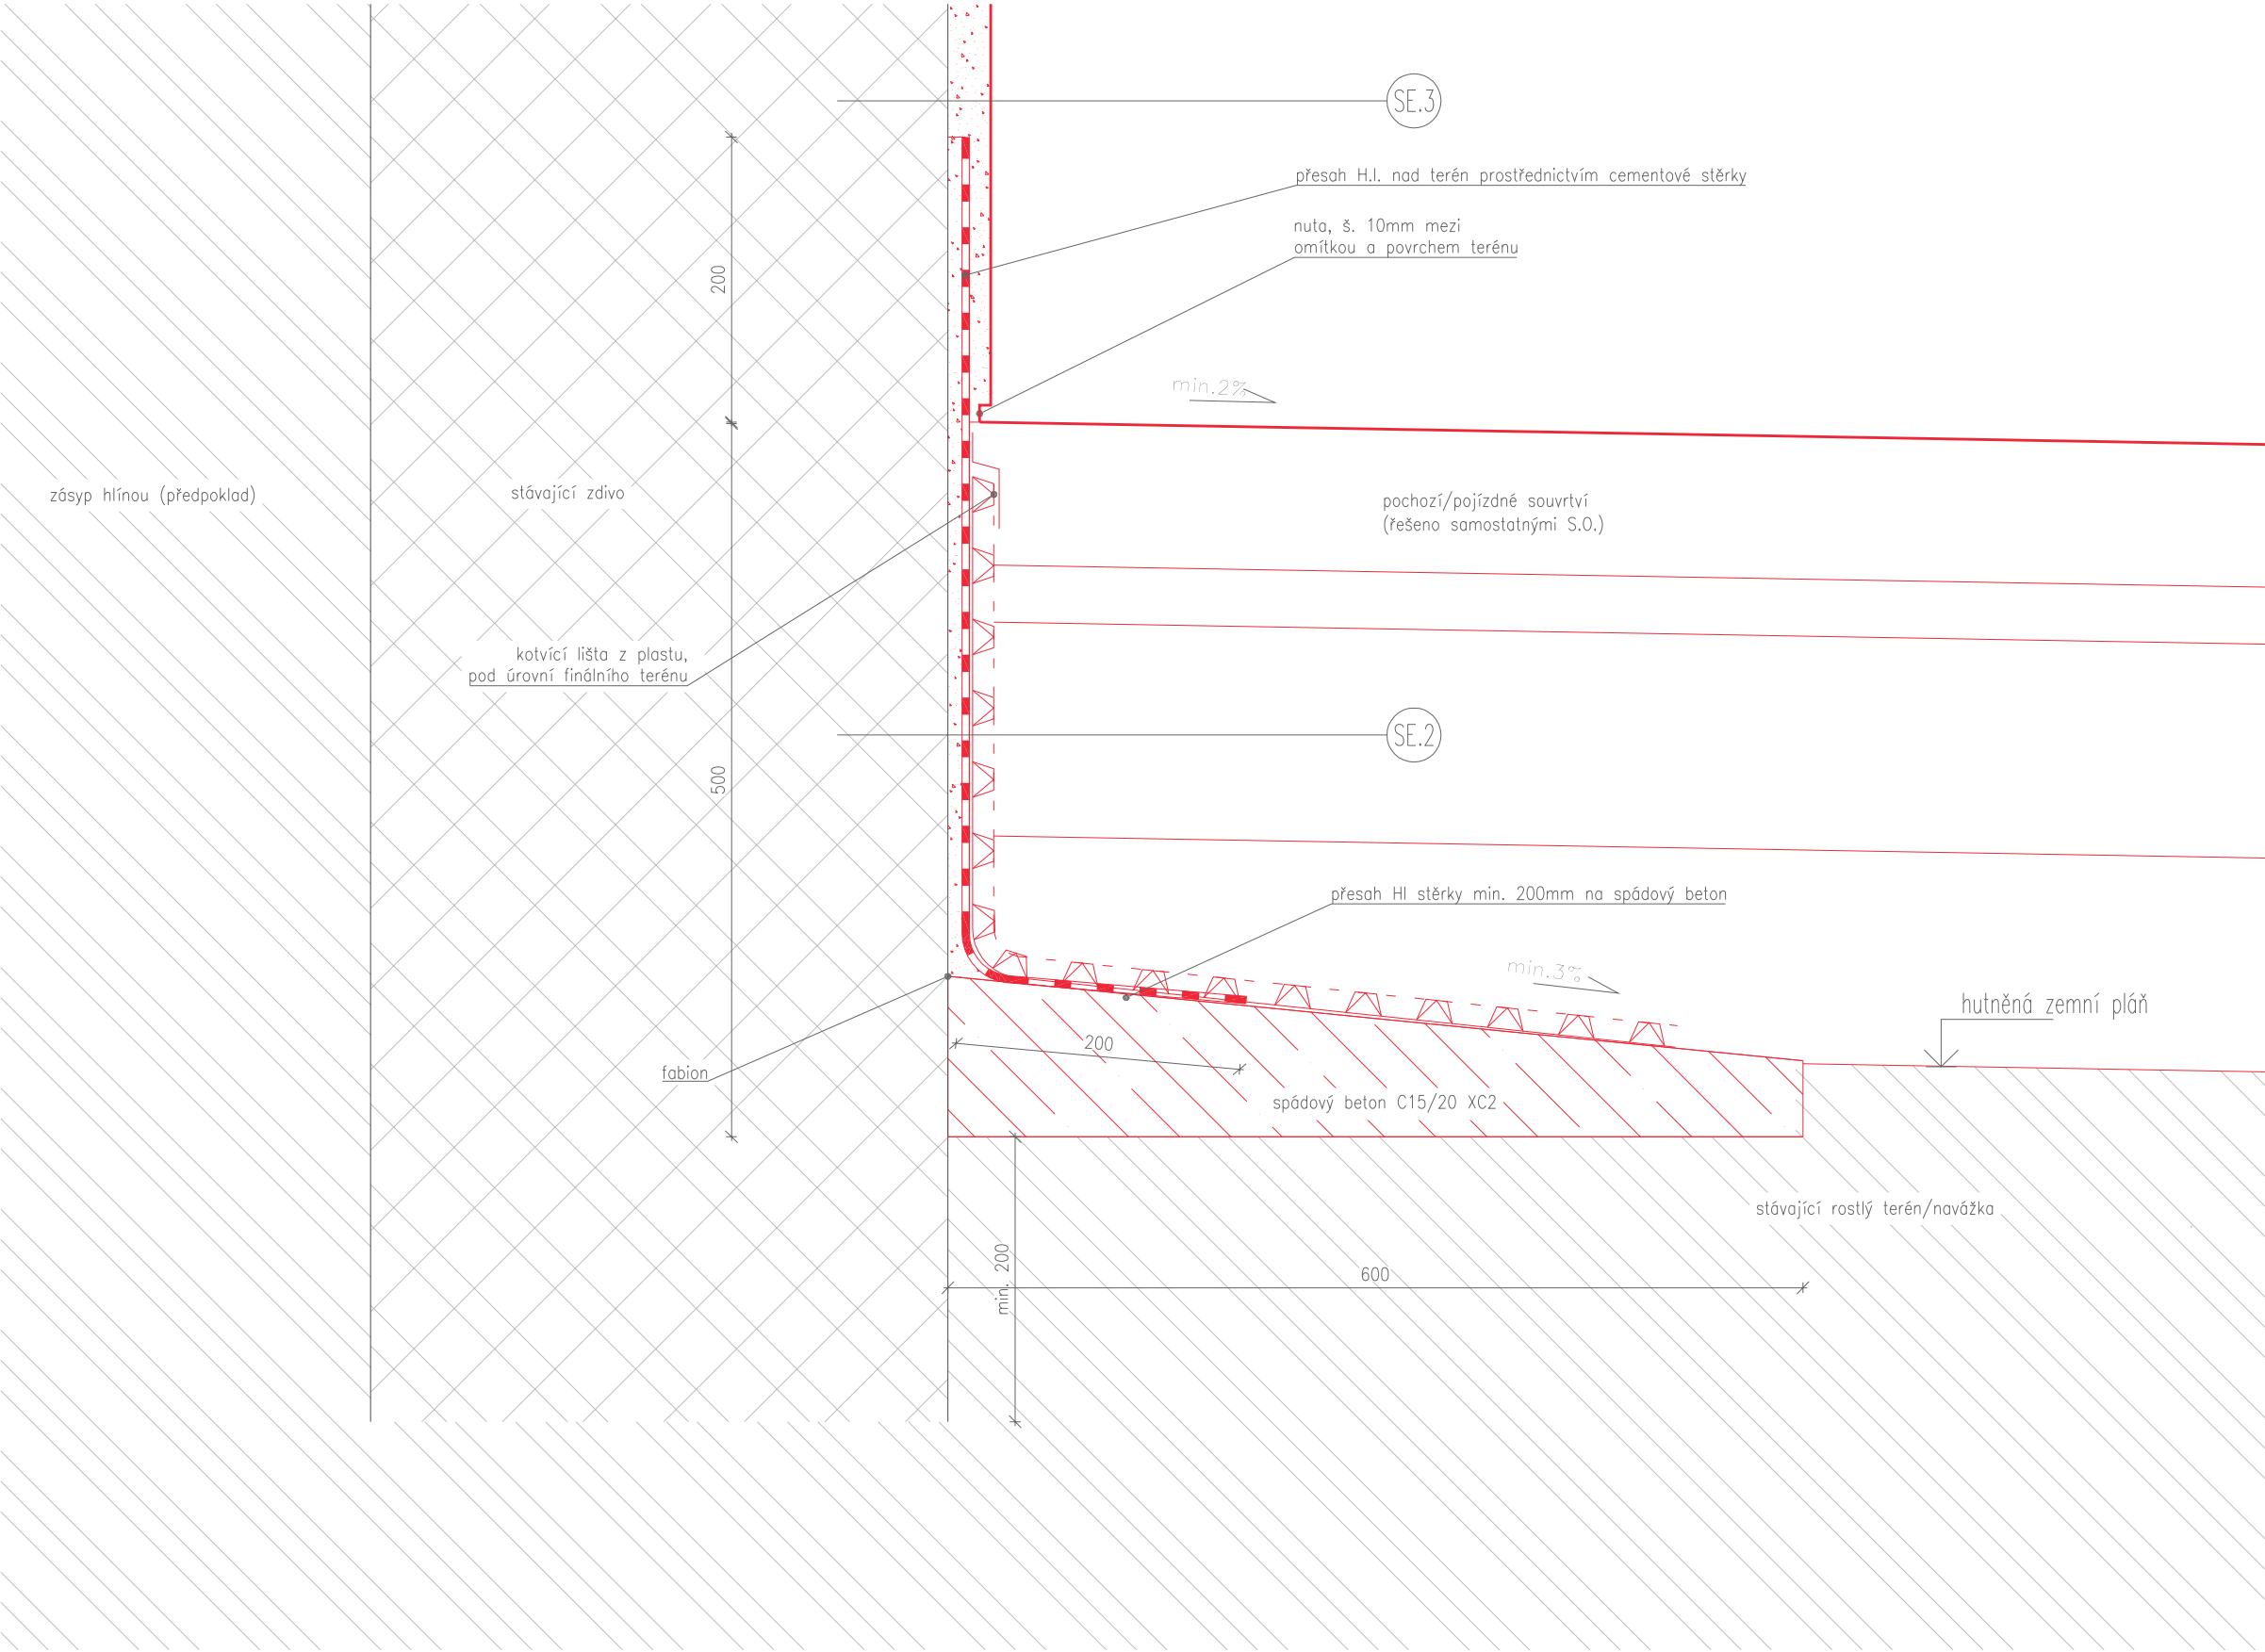 SE.3
přesah H.I. nad terén prostřednictvím cementové stěrky
nuta, š. 10mm mezi
omítkou a povrchem terénu
200
min.2%
zásyp hlínou (předpoklad)
stávající zdivo
pochozí/pojízdné souvrtví
(řešeno samostatnými S.O.)
kotvící lišta z plastu,
pod úrovní finálního terénu
SE.2
500
přesah HI stěrky min. 200mm na spádový beton
min.3%
hutněná zemní pláň
200
fabion
spádový beton C15/20 XC2
stávající rostlý terén/navážka
min. 200
600